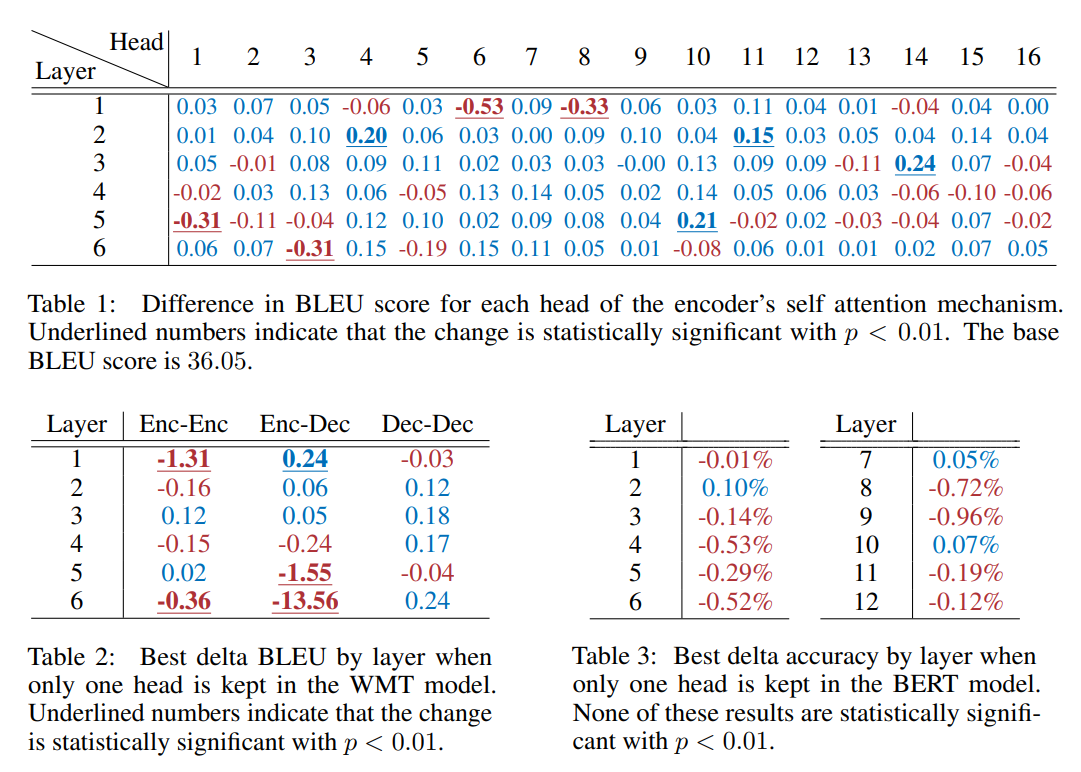 Head 1 2 3 4 5 6 7 8 9 10 11 12 13 14 15 16
Layer
1 0.03 0.07 0.05 -0.06 0.03 -0.53 0.09 -0.33 0.06 0.03 0.11 0.04 0.01 -0.04 0.04 0.00
2 0.01 0.04 0.10 0.20 0.06 0.03 0.00 0.09 0.10 0.04 0.15 0.03 0.05 0.04 0.14 0.04
3 0.05 -0.01 0.08 0.09 0.11 0.02 0.03 0.03 -0.00 0.13 0.09 0.09 -0.11 0.24 0.07 -0.04
4 -0.02 0.03 0.13 0.06 -0.05 0.13 0.14 0.05 0.02 0.14 0.05 0.06 0.03 -0.06 -0.10 -0.06
5 -0.31 -0.11 -0.04 0.12 0.10 0.02 0.09 0.08 0.04 0.21 -0.02 0.02 -0.03 -0.04 0.07 -0.02
6 0.06 0.07 -0.31 0.15 -0.19 0.15 0.11 0.05 0.01 -0.08 0.06 0.01 0.01 0.02 0.07 0.05
Table 1: Difference in BLEU score for each head of the encoder's self attention mechanism.
Underlined numbers indicate that the change is statistically significant with p < 0.01. The base
BLEU score is 36.05.
Layer Enc-Enc Enc-Dec Dec-Dec
1 -1.31 0.24 -0.03
2 -0.16 0.06 0.12
3 0.12 0.05 0.18
4 -0.15 -0.24 0.17
5 0.02 -1.55 -0.04
6 -0.36 -13.56 0.24
Table 2: Best delta BLEU by layer when
only one head is kept in the WMT model.
Underlined numbers indicate that the change
is statistically significant with p < 0.01.
Layer Layer
1 -0.01% 7 0.05%
2 0.10% 8 -0.72%
3 -0.14% 9 -0.96%
4 -0.53% 10 0.07%
5 -0.29% 11 -0.19%
6 -0.52% 12 -0.12%
Table 3: Best delta accuracy by layer when
only one head is kept in the BERT model.
None of these results are statistically signifi-
cant with p < 0.01.